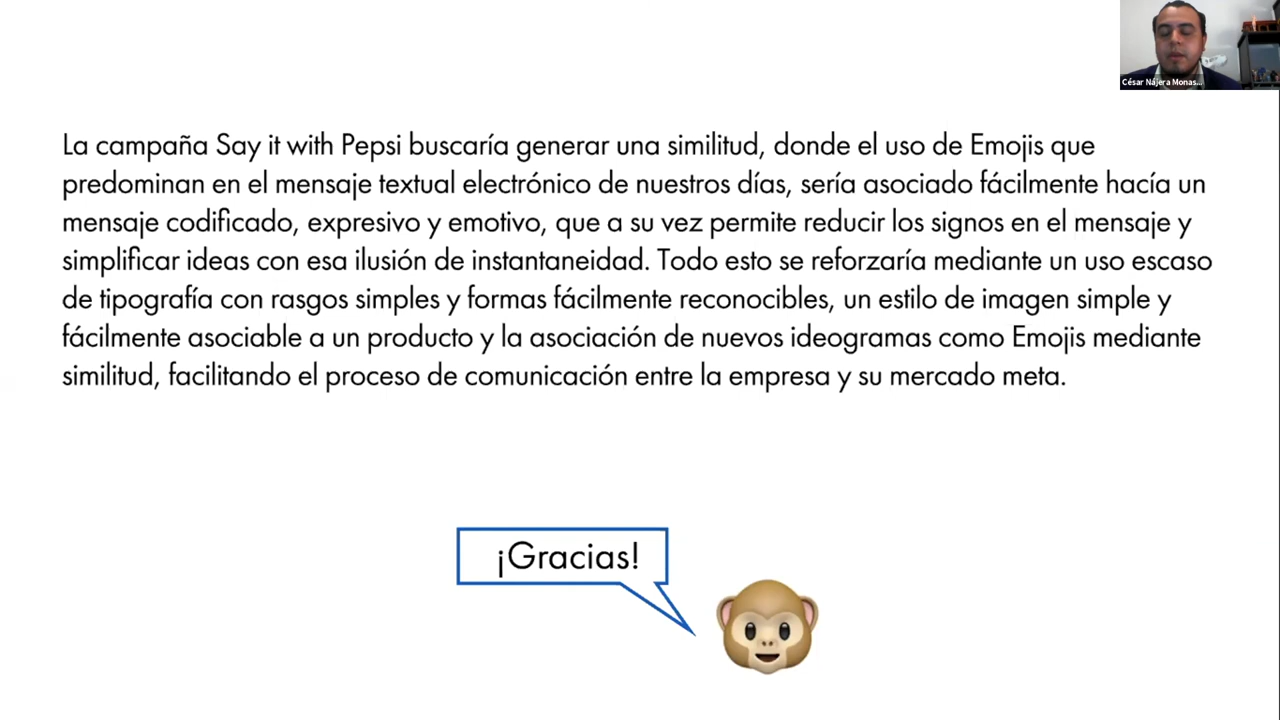 César Nájera Monas...
La campaña Say it with Pepsi buscaría generar una similitud, donde el uso de Emojis que
predominan en el mensaje textual electrónico de nuestros días, sería asociado fácilmente hacía un
mensaje codificado, expresivo y emotivo, que a su vez permite reducir los signos en el mensaje y
simplificar ideas con esa ilusión de instantaneidad. Todo esto se reforzaría mediante un uso escaso
de tipografía con rasgos simples y formas fácilmente reconocibles, un estilo de imagen simple y
fácilmente asociable a un producto y la asociación de nuevos ideogramas como Emojis mediante
similitud, facilitando el proceso de comunicación entre la empresa y su mercado meta.
¡Gracias!